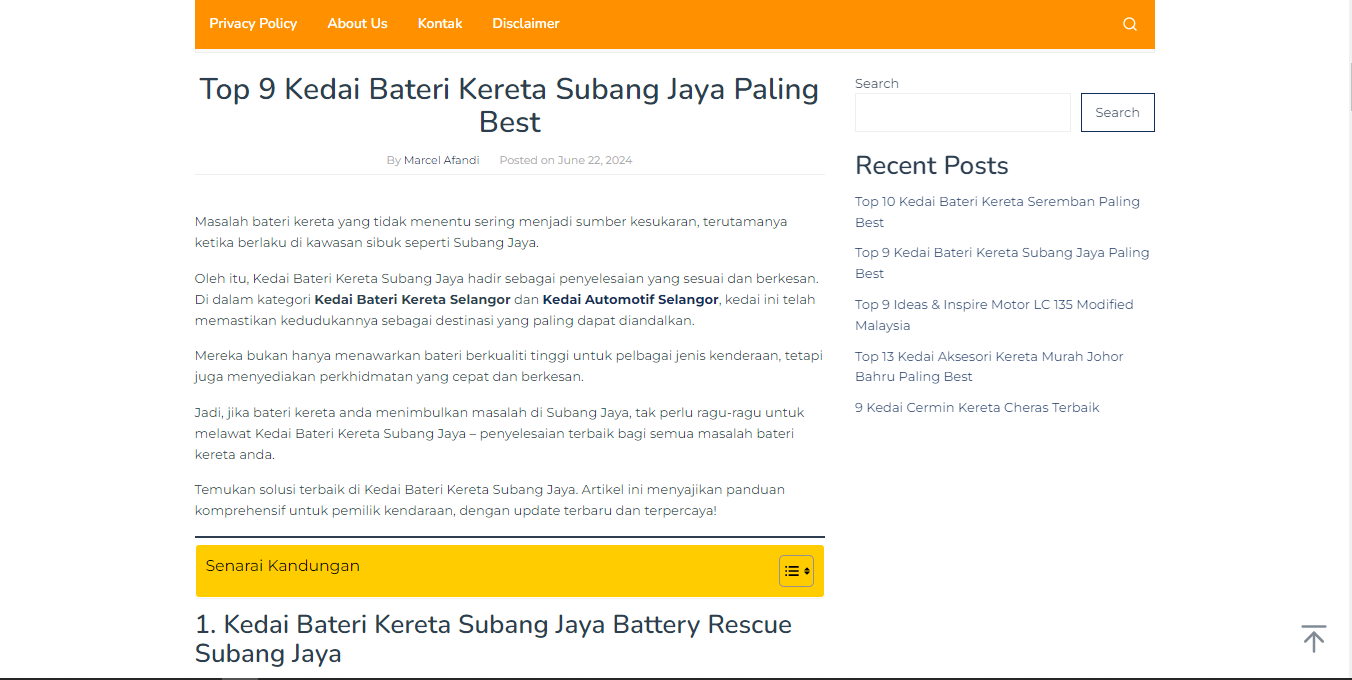 Privacy Policy About Us Kontak Disclaimer
Top 9 Kedai Bateri Kereta Subang Jaya Paling
Best
By Marcel Afandi Posted on June 22, 2024
Masalah bateri kereta yang tidak menentu sering menjadi sumber kesukaran, terutamanya
ketika berlaku di kawasan sibuk seperti Subang Jaya.
Oleh itu, Kedai Bateri Kereta Subang Jaya hadir sebagai penyelesaian yang sesuai dan berkesan.
Di dalam kategori Kedai Bateri Kereta Selangor dan Kedai Automotif Selangor, kedai ini telah
memastikan kedudukannya sebagai destinasi yang paling dapat diandalkan.
Mereka bukan hanya menawarkan bateri berkualiti tinggi untuk pelbagai jenis kenderaan, tetapi
juga menyediakan perkhidmatan yang cepat dan berkesan.
Jadi, jika bateri kereta anda menimbulkan masalah di Subang Jaya, tak perlu ragu-ragu untuk
melawat Kedai Bateri Kereta Subang Jaya – penyelesaian terbaik bagi semua masalah bateri
kereta anda.
Temukan solusi terbaik di Kedai Bateri Kereta Subang Jaya. Artikel ini menyajikan panduan
komprehensif untuk pemilik kendaraan, dengan update terbaru dan terpercaya!
Senarai Kandungan
1. Kedai Bateri Kereta Subang Jaya Battery Rescue
Subang Jaya
Search
Search
Recent Posts
Top 10 Kedai Bateri Kereta Seremban Paling
Best
Top 9 Kedai Bateri Kereta Subang Jaya Paling
Best
Top 9 Ideas & Inspire Motor LC 135 Modified
Malaysia
Top 13 Kedai Aksesori Kereta Murah Johor
Bahru Paling Best
9 Kedai Cermin Kereta Cheras Terbaik